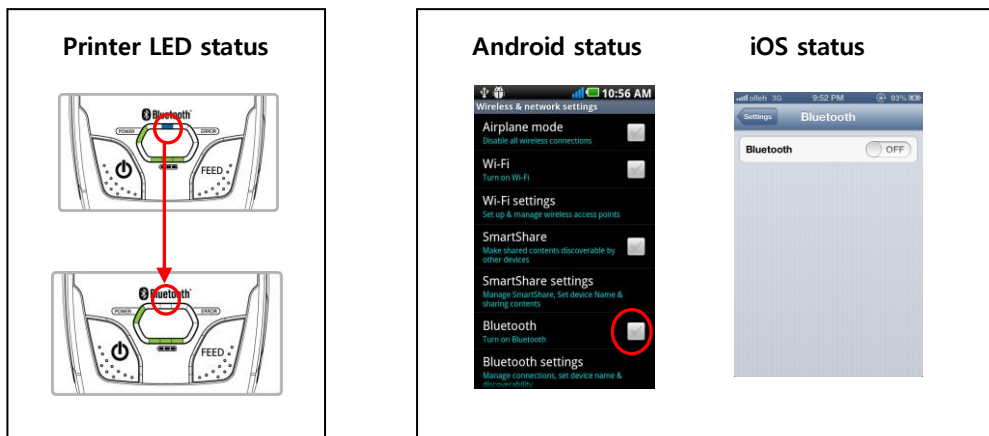 Printer LED status
Bluetooth
POWER
ERROR
FEED
Bluetooth
POWER
ERROR
FEED
Android status
10:56 AM
Wireless & network settings
Airplane mode
Disable all wireless connections
Wi-Fi
Turn on Wi-Fi
Wi-Fi settings
Set up & manage wireless access points
SmartShare
Make shared contents discoverable by
other devices
SmartShare settings
Manage SmartShare, Set device Name &
sharing contents
Bluetooth
Turn on Bluetooth
Bluetooth settings
Manage connections, set device name &
discoverability
iOS status
olleh 3G 9:52 PM 93%
Settings Bluetooth
Bluetooth OFF